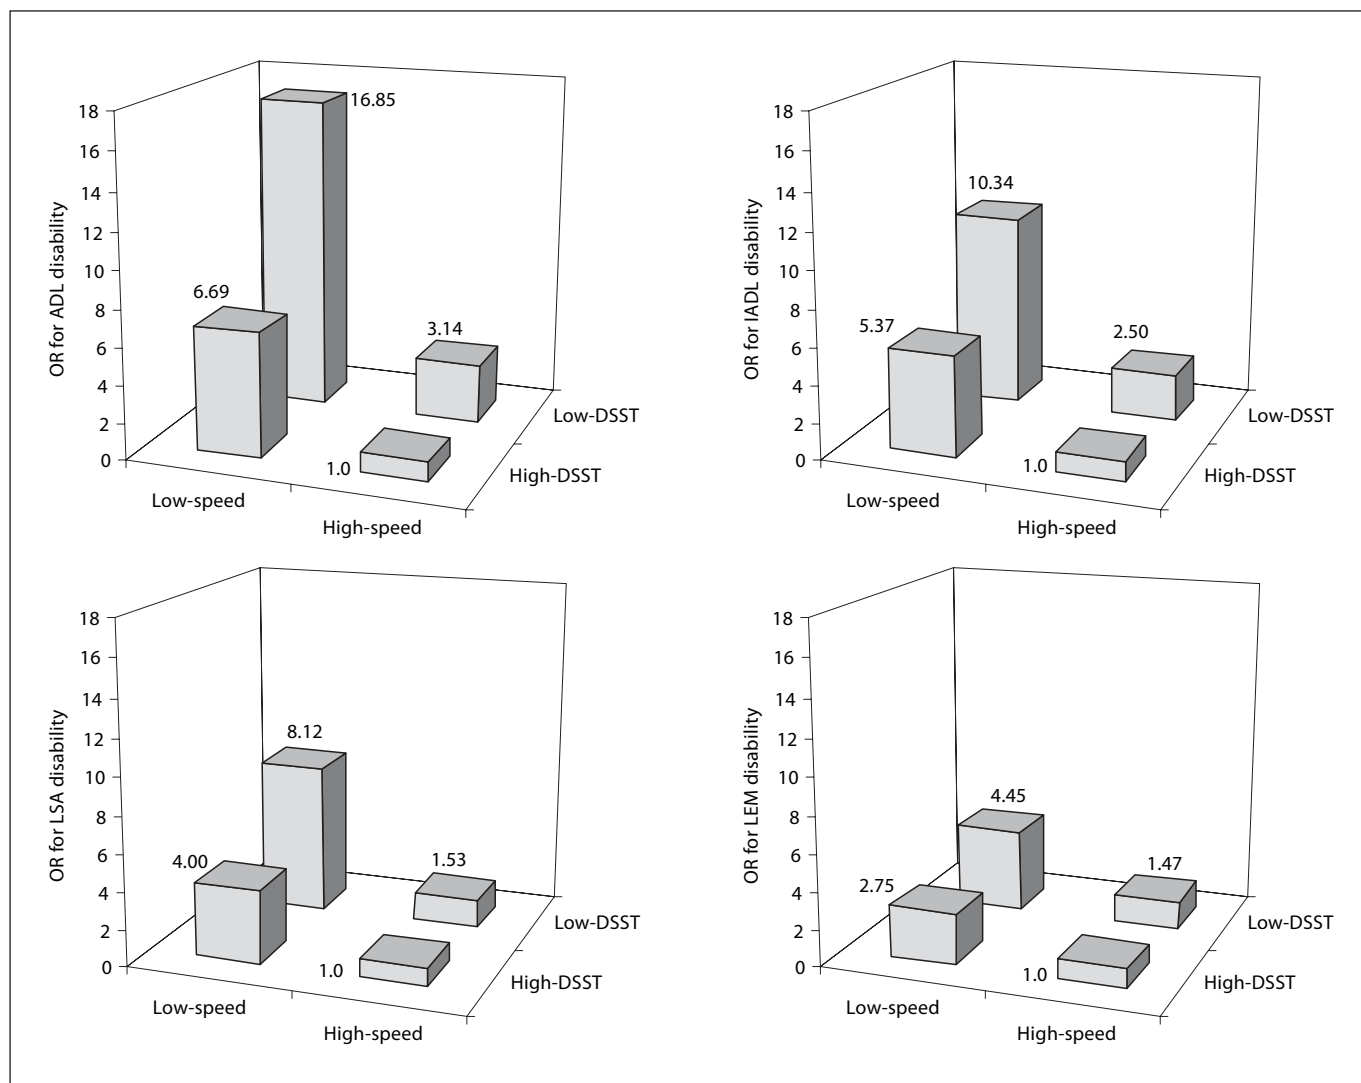 OR for ADL disability
18
16
14
12
10
8
6
4
2
0
16.85
6.69
3.14
1.0
Low-DSST
High-DSST
Low-speed
High-speed
OR for IADL disability
18
16
14
12
10
8
6
4
2
0
10.34
5.37
2.50
1.0
Low-DSST
High-DSST
Low-speed
High-speed
OR for LSA disability
18
16
14
12
10
8
6
4
2
0
8.12
4.00
1.53
1.0
Low-DSST
High-DSST
Low-speed
High-speed
OR for LEM disability
18
16
14
12
10
8
6
4
2
0
4.45
2.75
1.47
1.0
Low-DSST
High-DSST
Low-speed
High-speed